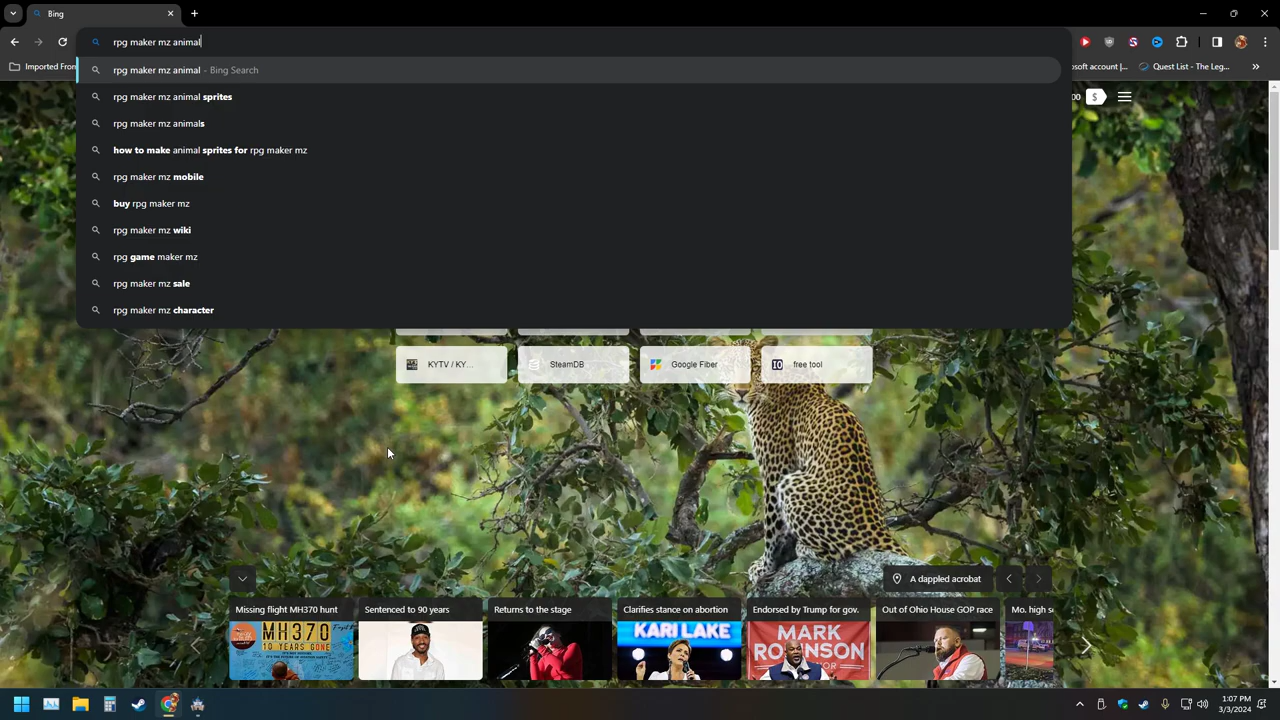 Bing
rpg maker mz animal
Imported From
osoft account |...
Quest List - The Leg...
rpg maker mz animal - Bing Search
00 $
rpg maker mz animal sprites
rpg maker mz animals
how to make animal sprites for rpg maker mz
rpg maker mz mobile
buy rpg maker mz
rpg maker mz wiki
rpg game maker mz
rpg maker mz sale
rpg maker mz character
KYTV / KY...
SteamDB
Google Fiber
free tool
A dappled acrobat
Missing flight MH370 hunt
Sentenced to 90 years
Returns to the stage
Clarifies stance on abortion
Endorsed by Trump for gov.
Out of Ohio House GOP race
Mo. high s
MH370
10 YEARS GONE
KARI LAKE
MARK
ROBINSON
1:07 PM
3/3/2024